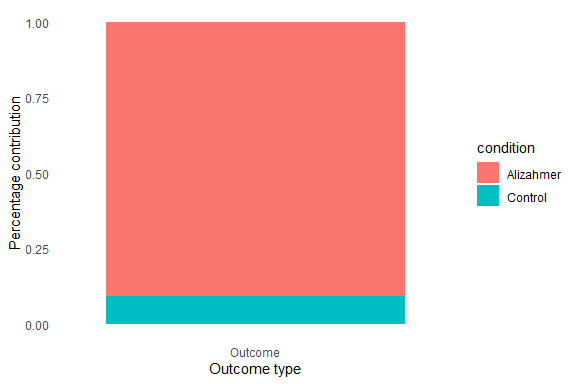 1.00
0.75
0.50
0.25
0.00
Percentage contribution
Outcome
Outcome type
condition
Alizahmer
Control